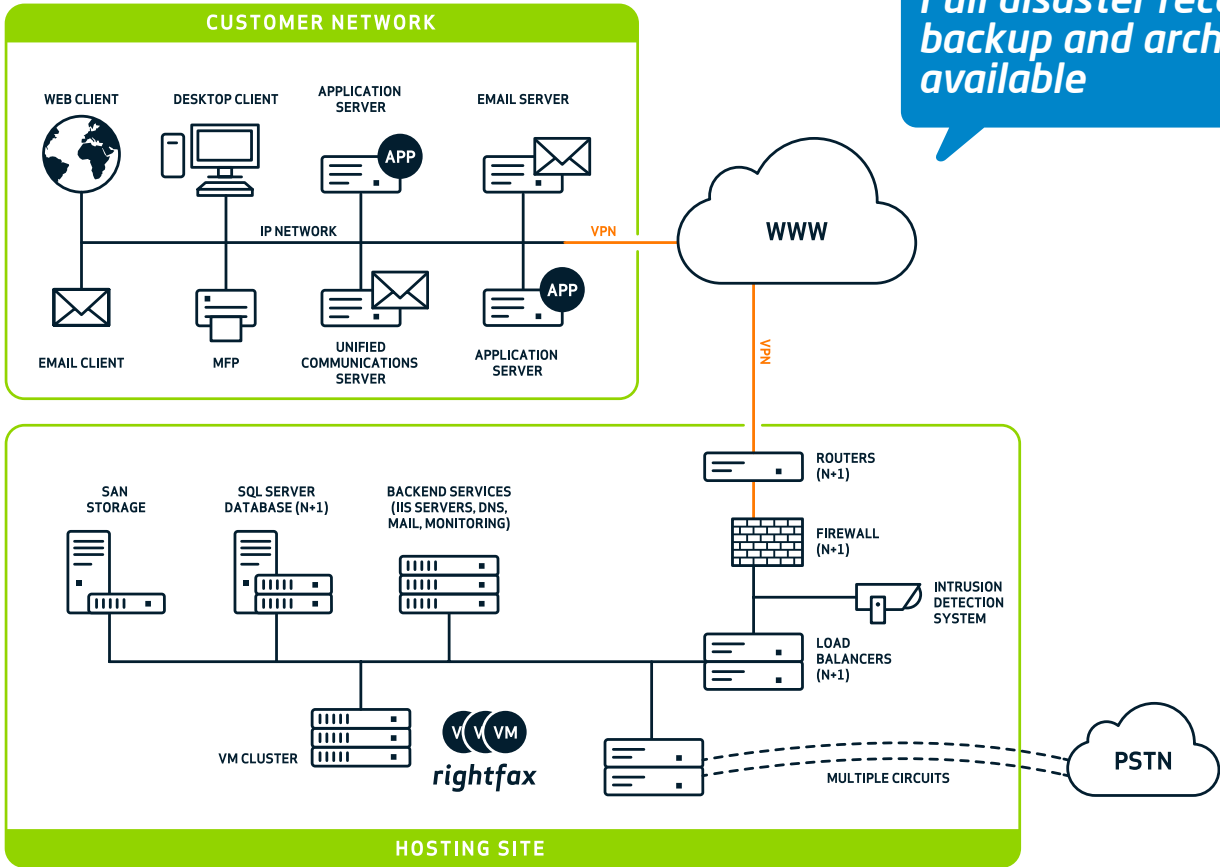 CUSTOMER NETWORK
backup and
available
WEB CLIENT
DESKTOP CLIENT
APPLICATION
SERVER
EMAIL SERVER
APP
IP NETWORK
VPN
WWW
APP
EMAIL CLIENT
MFP
UNIFIED
COMMUNICATIONS
SERVER
APPLICATION
SERVER
VPN
SAN
STORAGE
SQL SERVER
DATABASE (N+1)
BACKEND SERVICES
(IIS SERVERS, DNS,
MAIL, MONITORING)
ROUTERS
(N+1)
FIREWALL
(N+1)
INTRUSION
DETECTION
SYSTEM
LOAD
BALANCERS
(N+1)
VM CLUSTER
V V VM
rightfax
MULTIPLE CIRCUITS
PSTN
HOSTING SITE